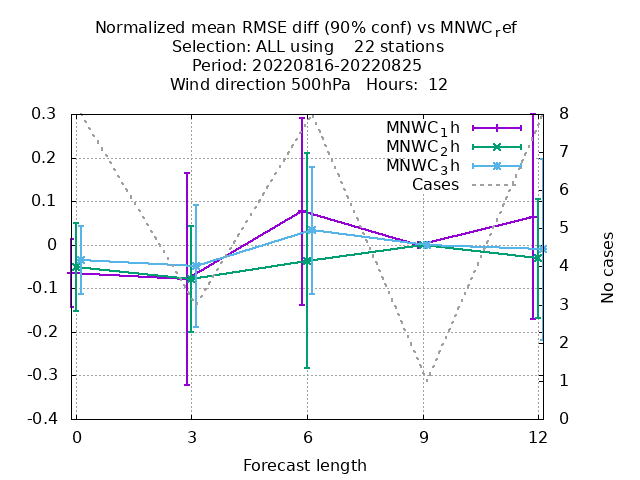 Normalized mean RMSE diff (90% conf) vs MNWC_ref
Selection: ALL using    22 stations
Period: 20220816-20220825
Wind direction 500hPa   Hours:  12
MNWC_1h
MNWC_2h
MNWC_3h
Cases
0.3
0.2
0.1
0
-0.1
-0.2
-0.3
-0.4
8
7
6
5
4
3
2
1
0
No cases
0 3 6 9 12
Forecast length